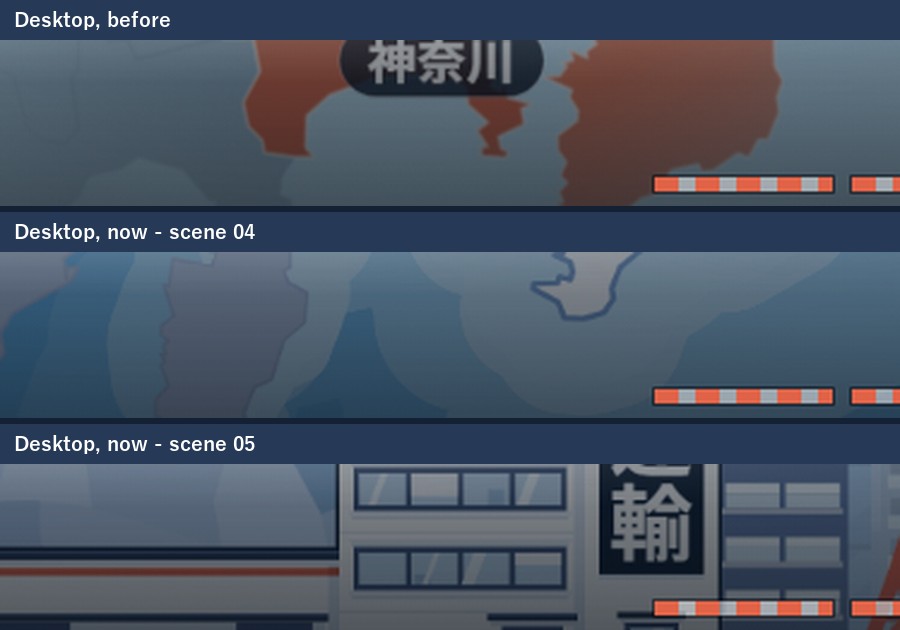 Desktop, before
神奈川
Desktop, now - scene 04
Desktop, now - scene 05
輸